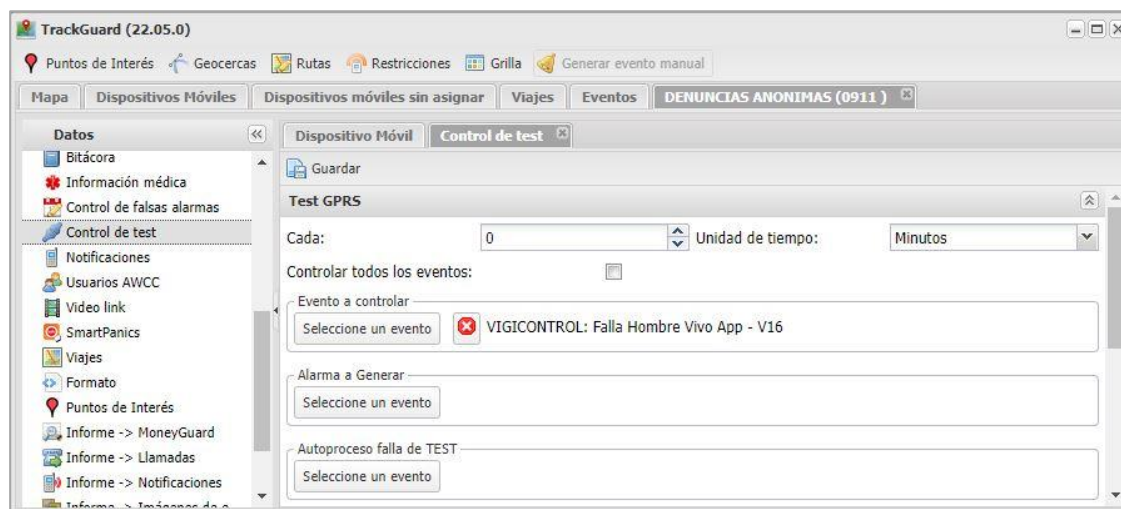 TrackGuard (22.05.0)
Puntos de Interés Geocercas Rutas Restricciones Grilla Generar evento manual
Mapa Dispositivos Móviles Dispositivos móviles sin asignar Viajes Eventos DENUNCIAS ANONIMAS (0911 )
Datos
Bitácora
Información médica
Control de falsas alarmas
Control de test
Notificaciones
Usuarios AWCC
Video link
SmartPanics
Viajes
Formato
Puntos de Interés
Informe -> MoneyGuard
Informe -> Llamadas
Informe -> Notificaciones
Dispositivo Móvil Control de test
Guardar
Test GPRS
Cada: 0 Unidad de tiempo: Minutos
Controlar todos los eventos:
Evento a controlar
Seleccione un evento VIGICONTROL: Falla Hombre Vivo App - V16
Alarma a Generar
Seleccione un evento
Autoproceso falla de TEST
Seleccione un evento